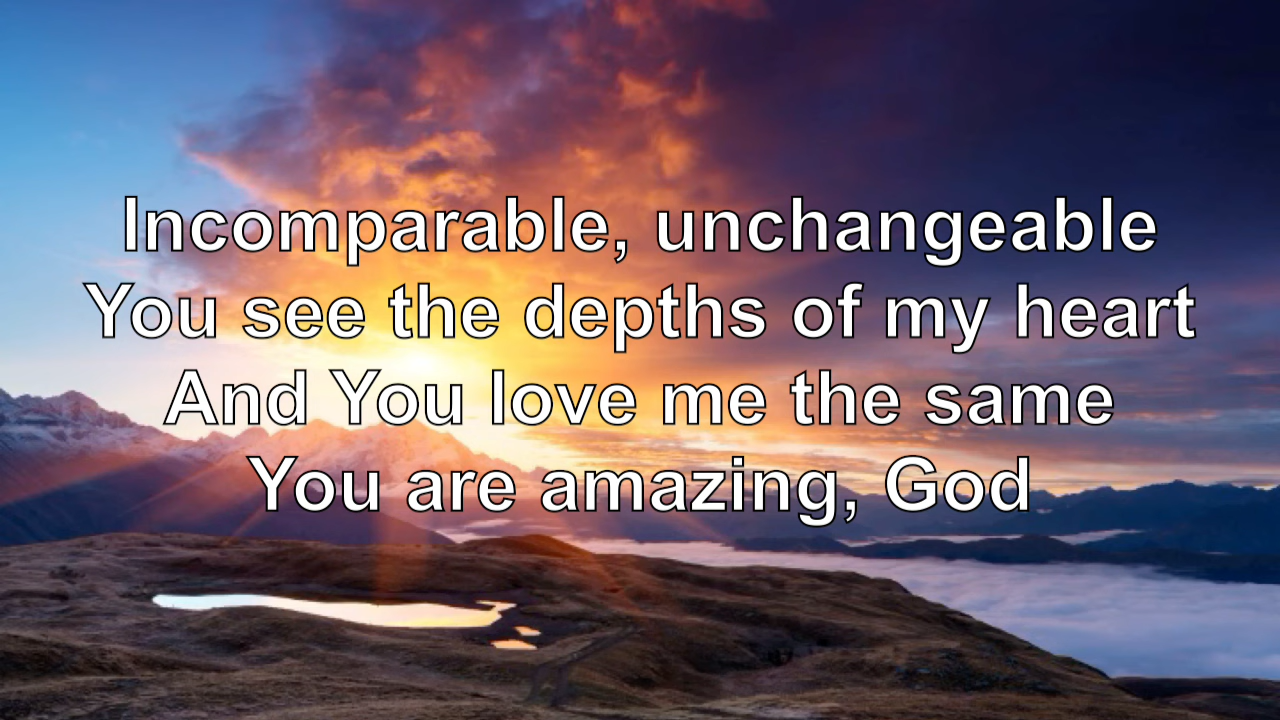 Incomparable, unchangeable
You see the depths of my heart
And You love me the same
You are amazing, God